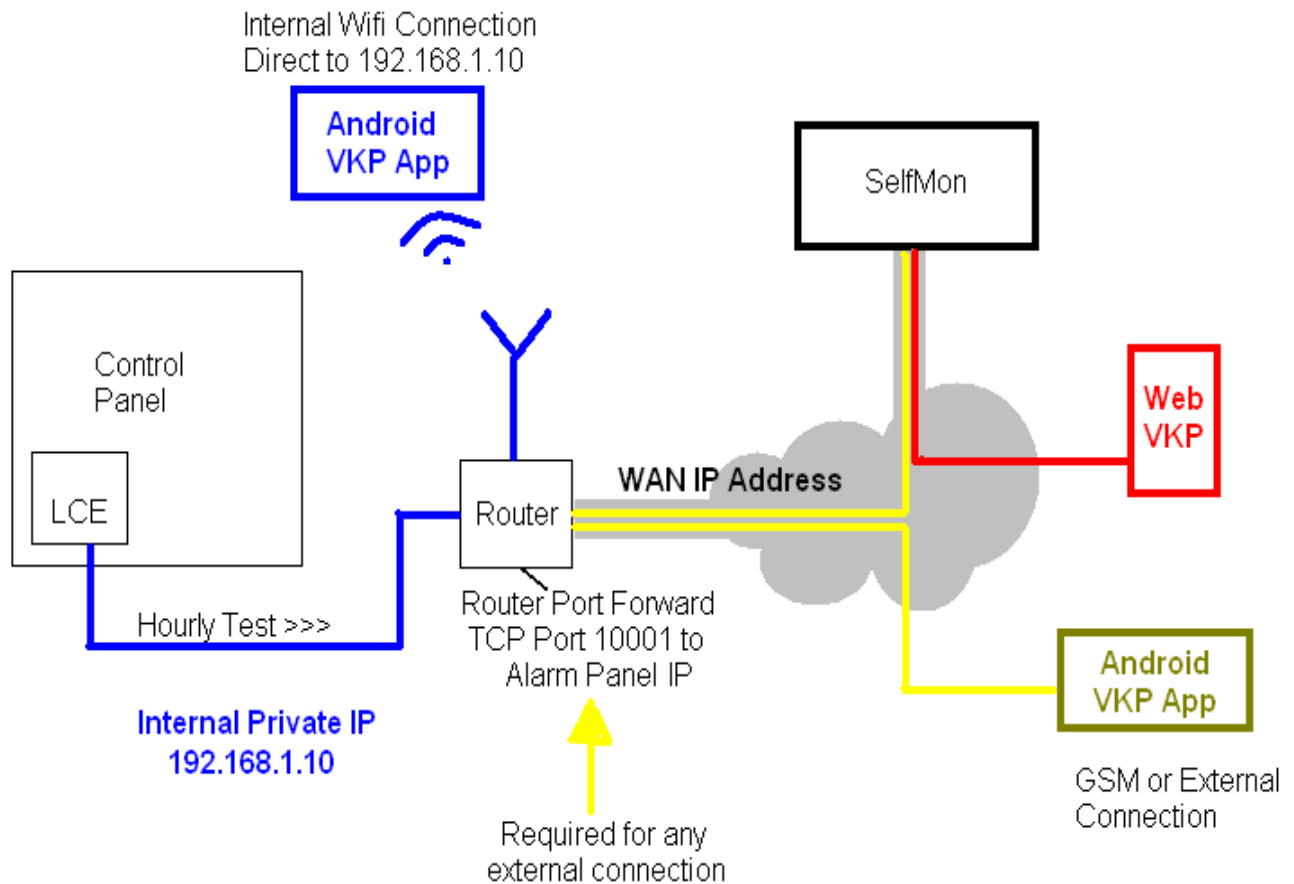 Internal Wifi Connection
Direct to 192.168.1.10
Android
VKP App
SelfMon
Control
Panel
LCE
Router
WAN IP Address
Web
VKP
Hourly Test >>>
Router Port Forward
TCP Port 10001 to
Alarm Panel IP
Internal Private IP
192.168.1.10
Android
VKP App
GSM or External
Connection
Required for any
external connection